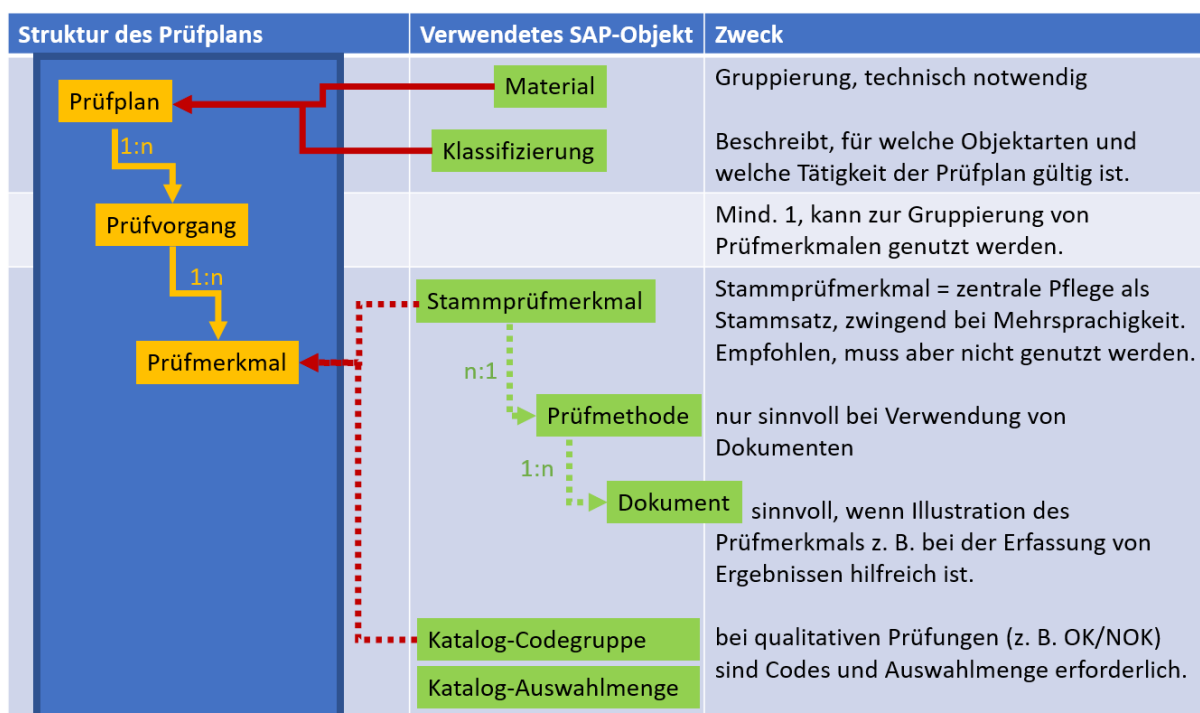 Struktur des Prüfplans
Verwendetes SAP-Objekt
Zweck
Prüfplan
1:n
Prüfvorgang
1:n
Prüfmerkmal
Material
Klassifizierung
Stammprüfmerkmal
n:1
Prüfmethode
1:n
Dokument
Katalog-Codegruppe
Katalog-Auswahlmenge
Gruppierung, technisch notwendig
Beschreibt, für welche Objektarten und
welche Tätigkeit der Prüfplan gültig ist.
Mind. 1, kann zur Gruppierung von
Prüfmerkmalen genutzt werden.
Stammprüfmerkmal = zentrale Pflege als
Stammsatz, zwingend bei Mehrsprachigkeit.
Empfohlen, muss aber nicht genutzt werden.
nur sinnvoll bei Verwendung von
Dokumenten
sinnvoll, wenn Illustration des
Prüfmerkmals z. B. bei der Erfassung von
Ergebnissen hilfreich ist.
bei qualitativen Prüfungen (z. B. OK/NOK)
sind Codes und Auswahlmenge erforderlich.